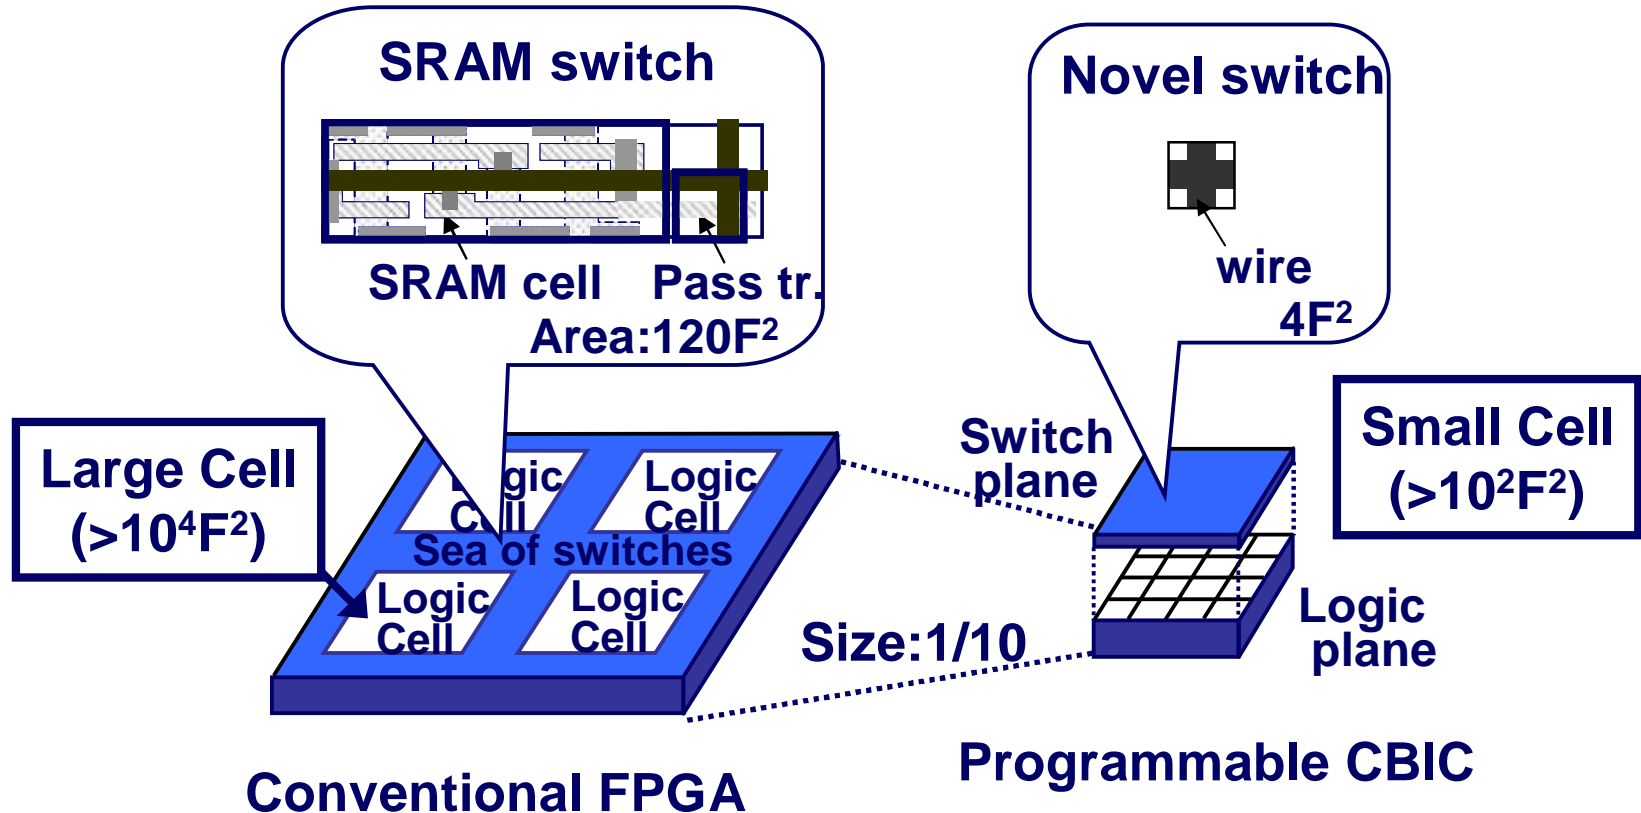 SRAM switch
SRAM cell
Pass tr.
Area:120F²
Novel switch
wire
4F²
Large Cell
(>10⁴F²)
Logic
Cell
Logic
Cell
Sea of switches
Logic
Cell
Logic
Cell
Switch
plane
Small Cell
(>10²F²)
Size:1/10
Logic
plane
Conventional FPGA
Programmable CBIC